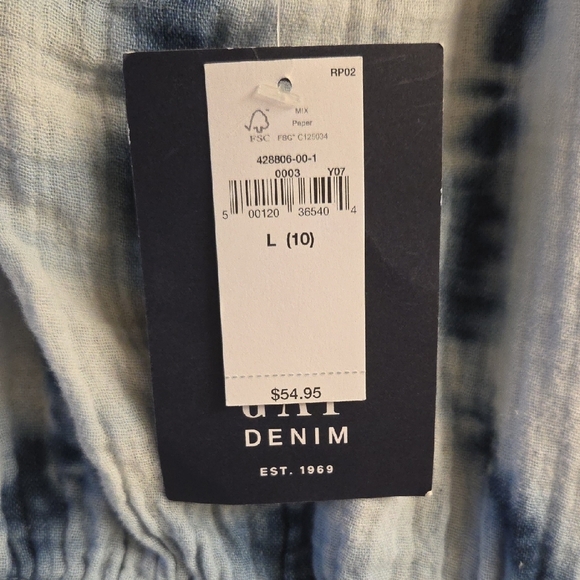 RP02
MIX
Paper
FSC FSC® C125034
428806-00-1
0003 Y07
5 00120 36540 4
L (10)
$54.95
GAP
DENIM
EST. 1969